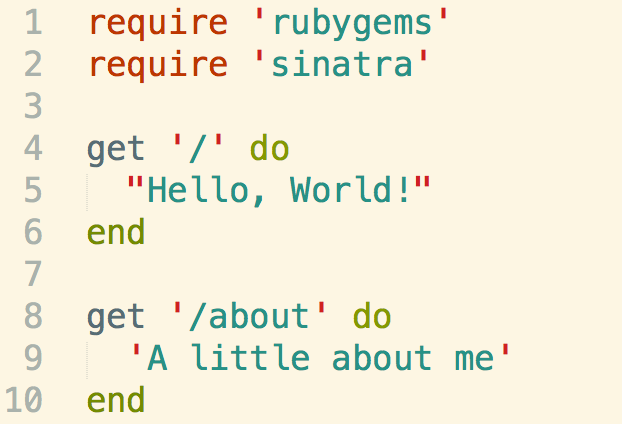 1 require 'rubygems'
2 require 'sinatra'
3
4 get '/' do
5   "Hello, World!"
6 end
7
8 get '/about' do
9   'A little about me'
10 end